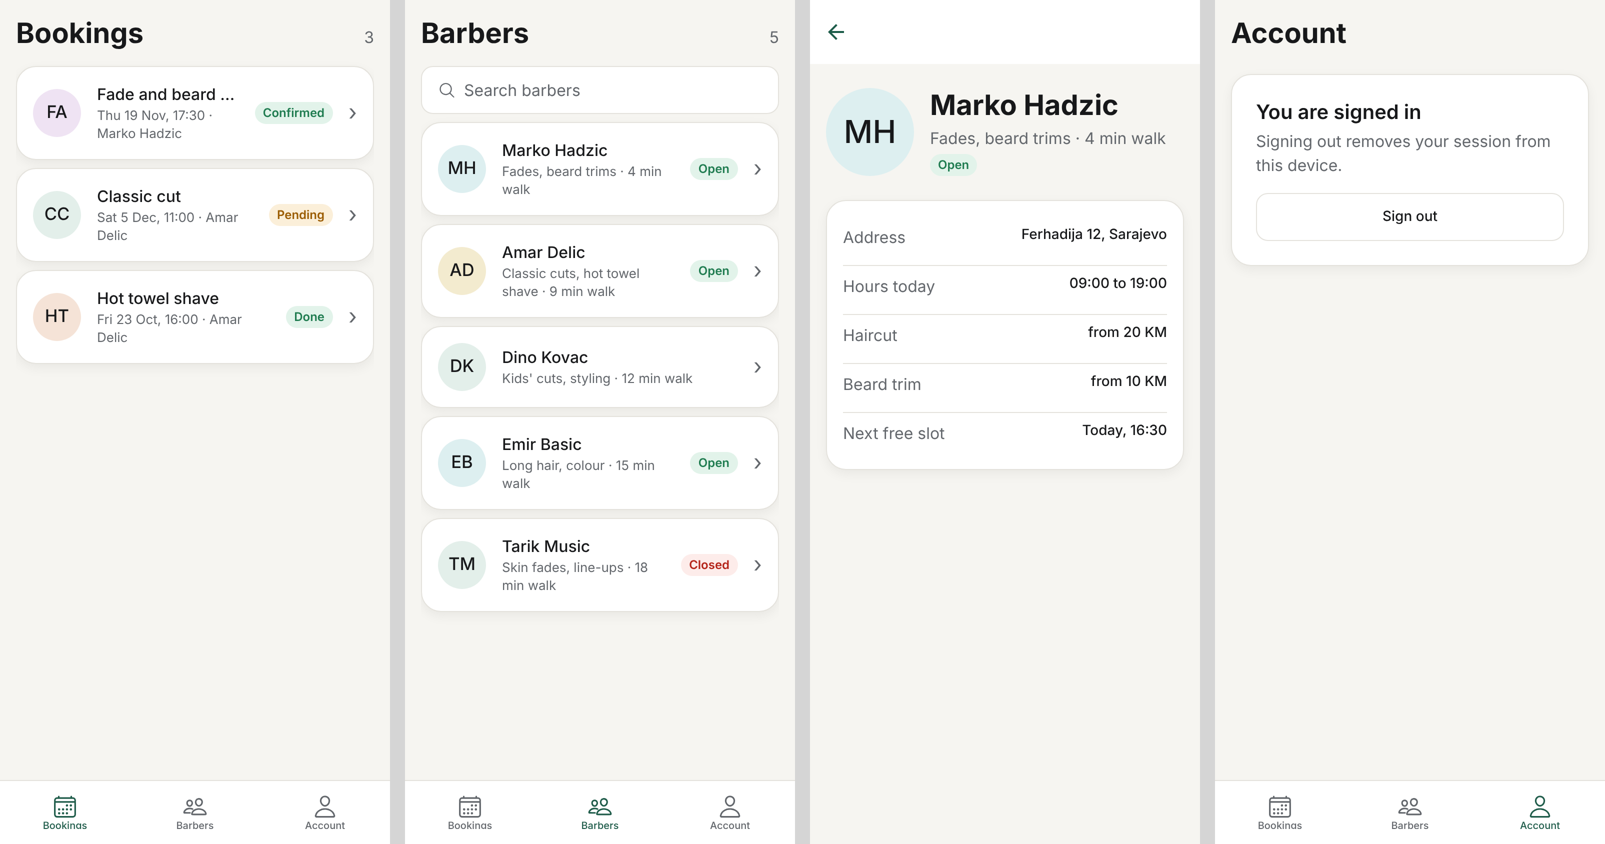 Bookings
3
FA
Fade and beard ...
Thu 19 Nov, 17:30 ·
Marko Hadzic
Confirmed
CC
Classic cut
Sat 5 Dec, 11:00 · Amar
Delic
Pending
HT
Hot towel shave
Fri 23 Oct, 16:00 · Amar
Delic
Done
Bookings
Barbers
Account
Barbers
5
Search barbers
MH
Marko Hadzic
Fades, beard trims · 4 min
walk
Open
AD
Amar Delic
Classic cuts, hot towel
shave · 9 min walk
Open
DK
Dino Kovac
Kids' cuts, styling · 12 min walk
EB
Emir Basic
Long hair, colour · 15 min
walk
Open
TM
Tarik Music
Skin fades, line-ups · 18
min walk
Closed
Bookings
Barbers
Account
MH
Marko Hadzic
Fades, beard trims · 4 min walk
Open
Address
Ferhadija 12, Sarajevo
Hours today
09:00 to 19:00
Haircut
from 20 KM
Beard trim
from 10 KM
Next free slot
Today, 16:30
Account
You are signed in
Signing out removes your session from
this device.
Sign out
Bookings
Barbers
Account